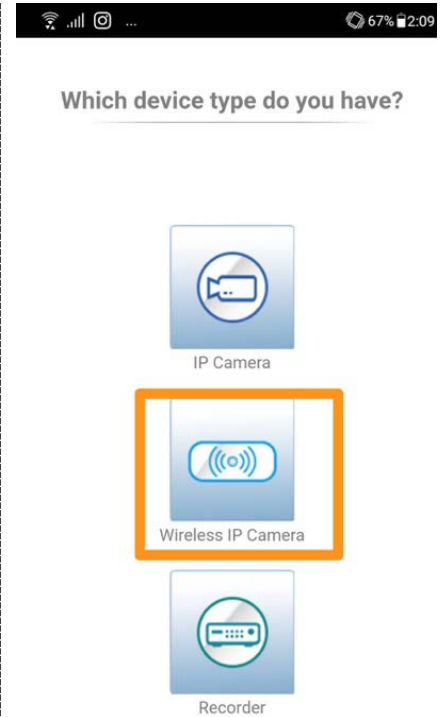 ... 67% 2:09
Which device type do you have?
IP Camera
Wireless IP Camera
Recorder